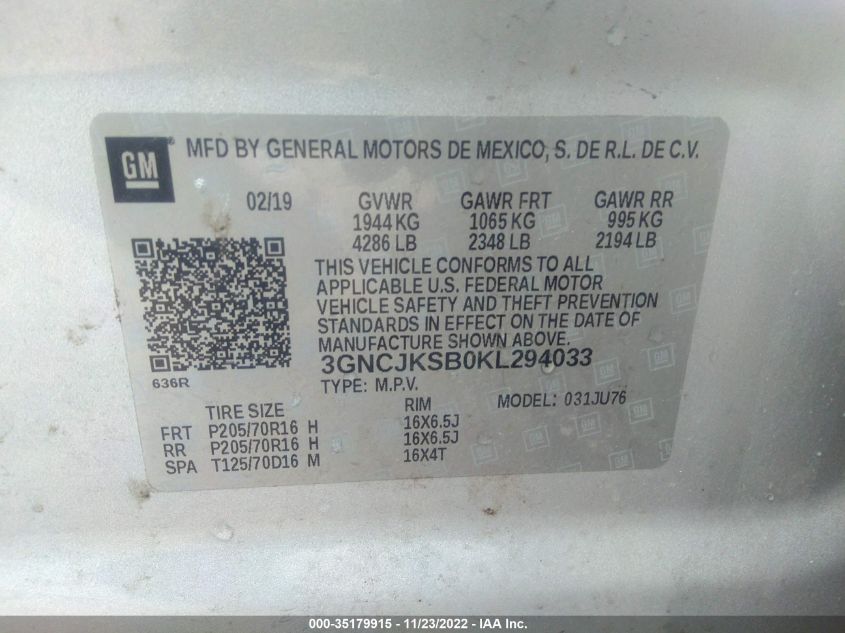 GM
MFD BY GENERAL MOTORS DE MEXICO, S. DE R.L. DE C.V.
02/19 GVWR GAWR FRT GAWR RR
1944 KG 1065 KG 995 KG
4286 LB 2348 LB 2194 LB
THIS VEHICLE CONFORMS TO ALL
APPLICABLE U.S. FEDERAL MOTOR
VEHICLE SAFETY AND THEFT PREVENTION
STANDARDS IN EFFECT ON THE DATE OF
MANUFACTURE SHOWN ABOVE.
3GNCJKSB0KL294033
636R
TYPE: M.P.V. MODEL: 031JU76
TIRE SIZE RIM
FRT P205/70R16 H 16X6.5J
RR P205/70R16 H 16X6.5J
SPA T125/70D16 M 16X4T
000-35179915 - 11/23/2022 - IAA Inc.